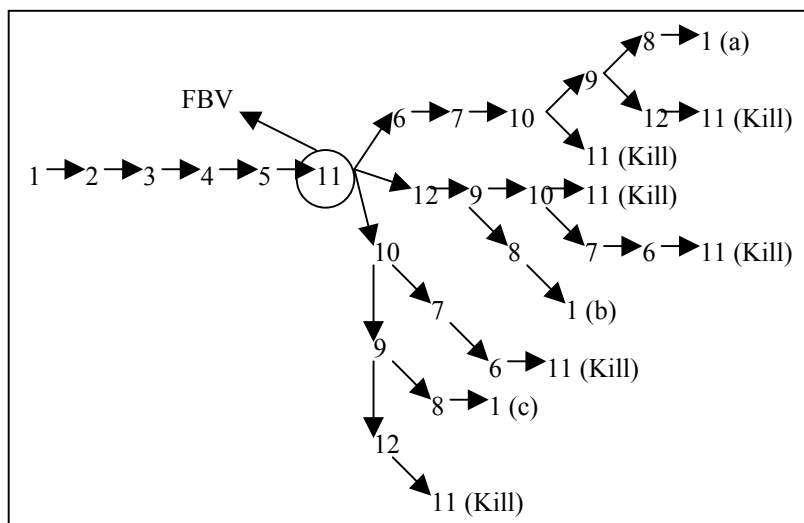 8 1 (a)
9
FBV
6 7 10 12 11 (Kill)
11 (Kill)
1 2 3 4 5 11
12 9 10 11 (Kill)
10 8 7 6 11 (Kill)
7 1 (b)
9
6 11 (Kill)
8 1 (c)
12
11 (Kill)